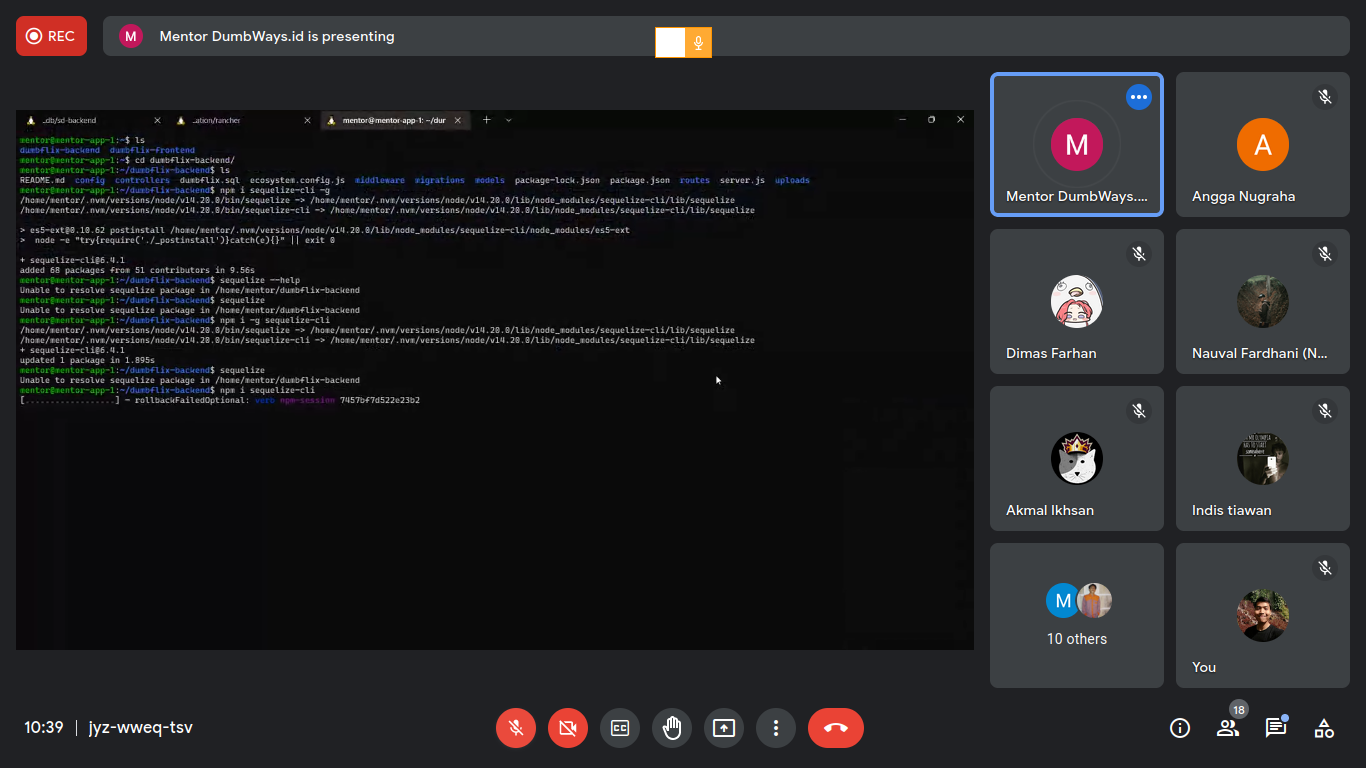 REC
M
Mentor DumbWays.id is presenting
_db/sd-backend
..ation/rancher
mentor@mentor-app-1: ~/dur
mentor@mentor-app-1:~$ ls
dumbflix-backend dumbflix-frontend
mentor@mentor-app-1:~$ cd dumbflix-backend/
mentor@mentor-app-1:~/dumbflix-backend$ ls
README.md config controllers dumbflix.sql ecosystem.config.js middleware migrations models package-lock.json package.json routes server.js uploads
mentor@mentor-app-1:~/dumbflix-backend$ npm i sequelize-cli -g
/home/mentor/.nvm/versions/node/v14.20.0/bin/sequelize -> /home/mentor/.nvm/versions/node/v14.20.0/lib/node_modules/sequelize-cli/lib/sequelize
/home/mentor/.nvm/versions/node/v14.20.0/bin/sequelize-cli -> /home/mentor/.nvm/versions/node/v14.20.0/lib/node_modules/sequelize-cli/lib/sequelize
> es5-ext@0.10.62 postinstall /home/mentor/.nvm/versions/node/v14.20.0/lib/node_modules/sequelize-cli/node_modules/es5-ext
> node -e "try{require('./_postinstall')}catch(e){}" || exit 0
+ sequelize-cli@6.4.1
added 68 packages from 51 contributors in 9.56s
mentor@mentor-app-1:~/dumbflix-backend$ sequelize --help
Unable to resolve sequelize package in /home/mentor/dumbflix-backend
mentor@mentor-app-1:~/dumbflix-backend$ sequelize
Unable to resolve sequelize package in /home/mentor/dumbflix-backend
mentor@mentor-app-1:~/dumbflix-backend$ npm i -g sequelize-cli
/home/mentor/.nvm/versions/node/v14.20.0/bin/sequelize -> /home/mentor/.nvm/versions/node/v14.20.0/lib/node_modules/sequelize-cli/lib/sequelize
/home/mentor/.nvm/versions/node/v14.20.0/bin/sequelize-cli -> /home/mentor/.nvm/versions/node/v14.20.0/lib/node_modules/sequelize-cli/lib/sequelize
+ sequelize-cli@6.4.1
updated 1 package in 1.895s
mentor@mentor-app-1:~/dumbflix-backend$ sequelize
Unable to resolve sequelize package in /home/mentor/dumbflix-backend
mentor@mentor-app-1:~/dumbflix-backend$ npm i sequelize-cli
[..................] - rollbackFailedOptional: verb npm-session 7457bf7d522e23b2
M
Mentor DumbWays....
A
Angga Nugraha
Dimas Farhan
Nauval Fardhani (N...
Akmal Ikhsan
Indis tiawan
M
10 others
You
10:39 | jyz-wweq-tsv
CC
18